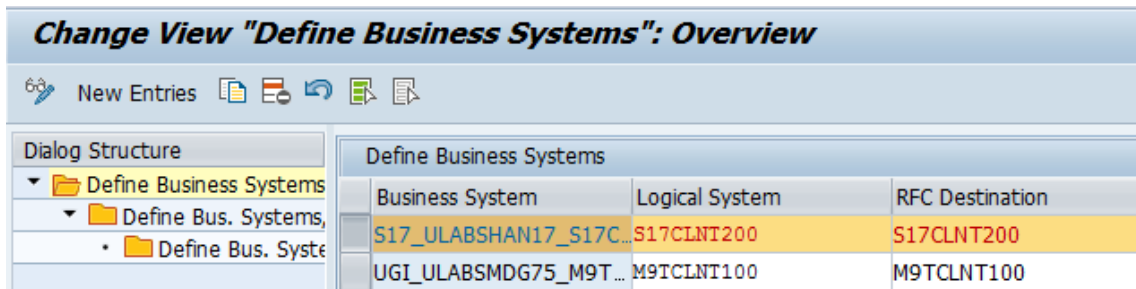 Change View "Define Business Systems": Overview
New Entries
Dialog Structure
Define Business Systems
Define Bus. Systems,
Define Bus. Syste
Define Business Systems
Business System Logical System RFC Destination
S17_ULABSHAN17_S17C... S17CLNT200 S17CLNT200
UGI_ULABSMDG75_M9T... M9TCLNT100 M9TCLNT100